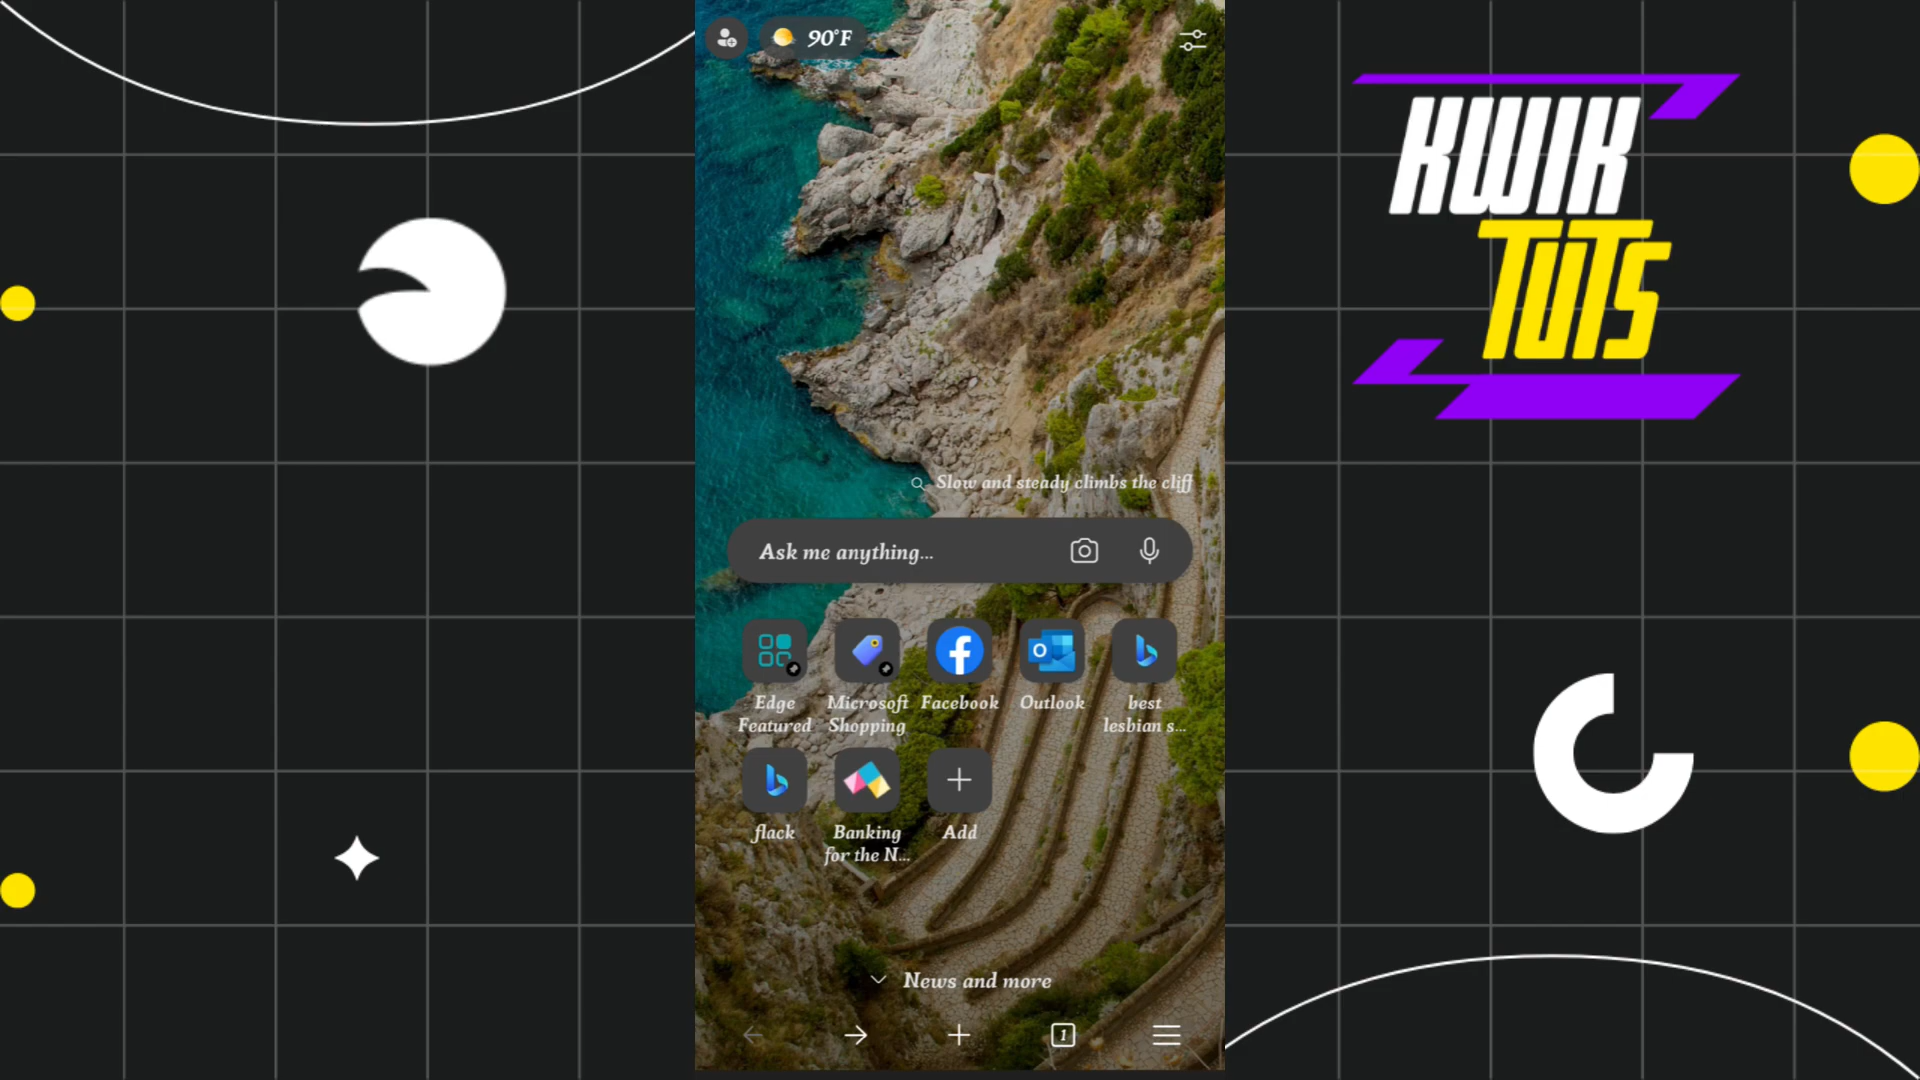 90°F
KWIK
TUTS
Slow and steady climbs the cliff
Ask me anything...
Edge
Featured
Microsoft
Shopping
Facebook
Outlook
best
lesbian s...
flack
Banking
for the N...
Add
News and more
1